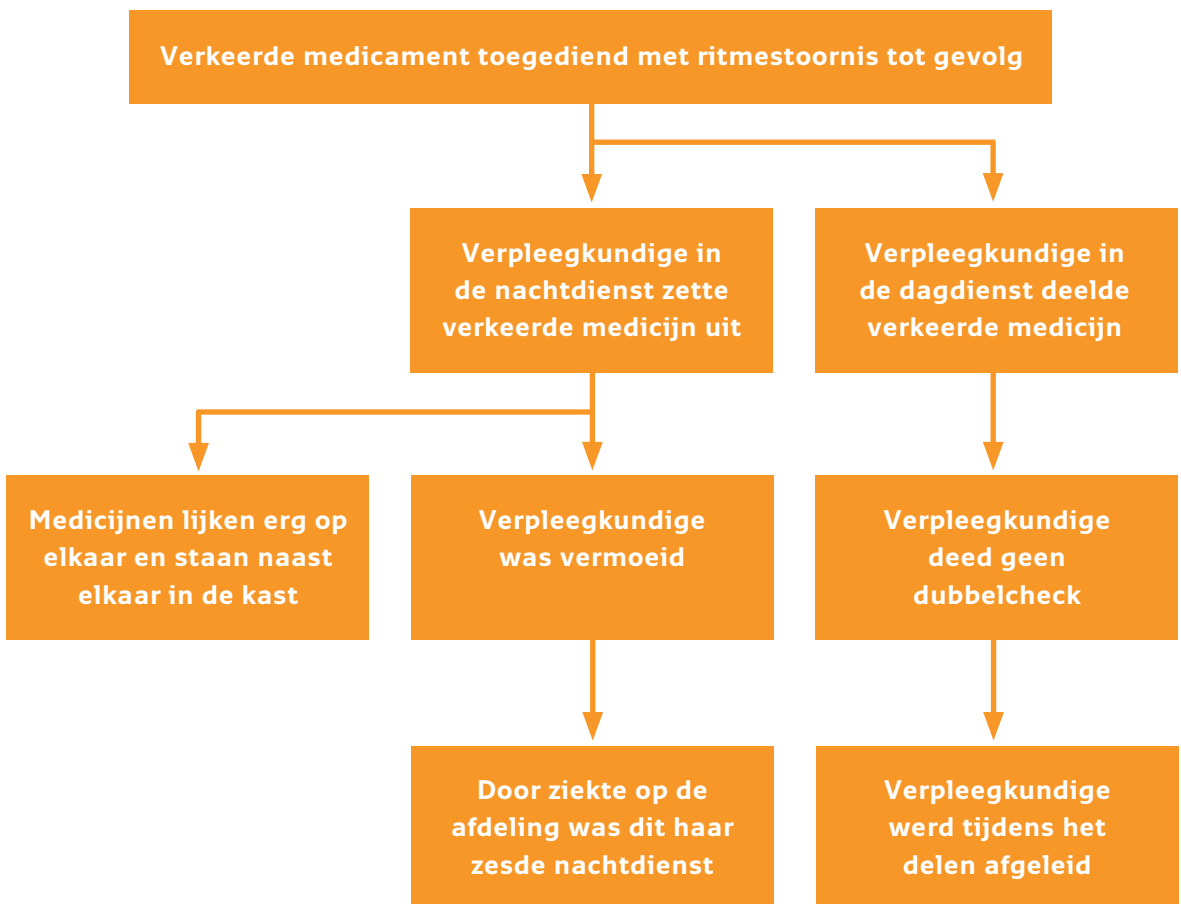 Verkeerde medicament toegediend met ritmestoornis tot gevolg
Verpleegkundige in
de nachtdienst zette
verkeerde medicijn uit
Verpleegkundige in
de dagdienst deelde
verkeerde medicijn
Medicijnen lijken erg op
elkaar en staan naast
elkaar in de kast
Verpleegkundige
was vermoeid
Verpleegkundige
deed geen
dubbelcheck
Door ziekte op de
afdeling was dit haar
zesde nachtdienst
Verpleegkundige
werd tijdens het
delen afgeleid